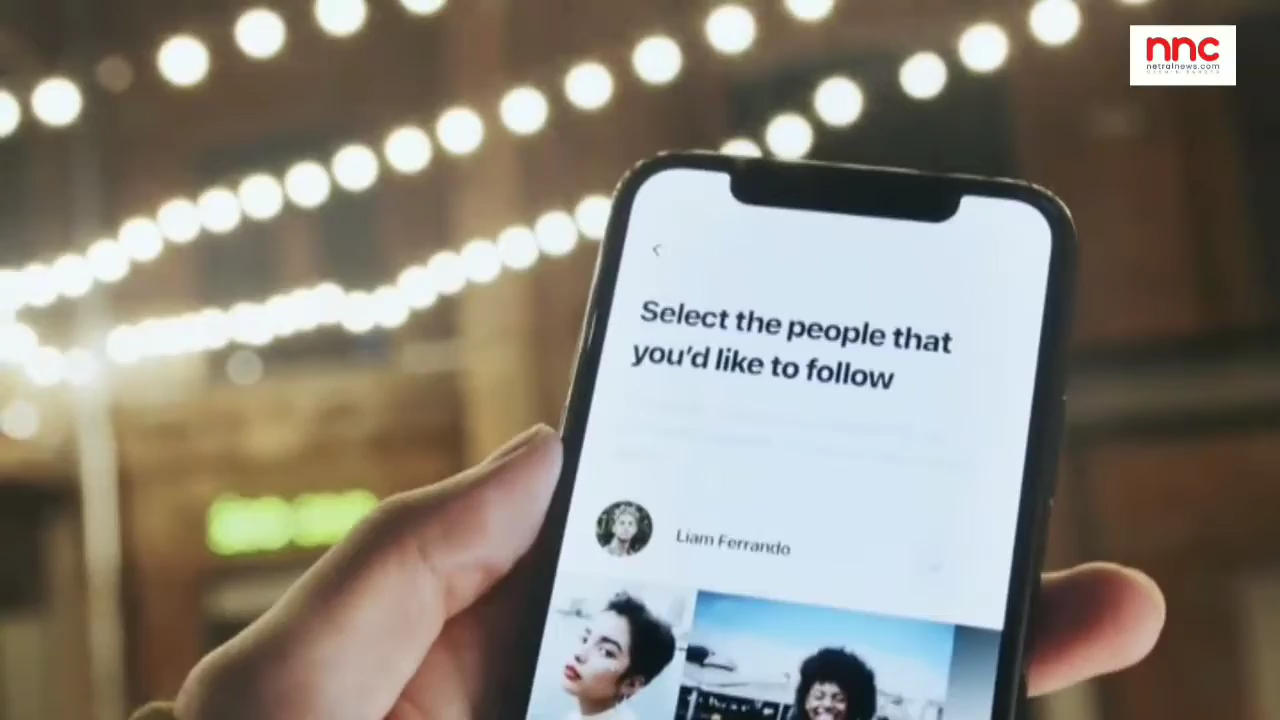 nnc
netralnews.com
Select the people that
you'd like to follow
Liam Ferrando